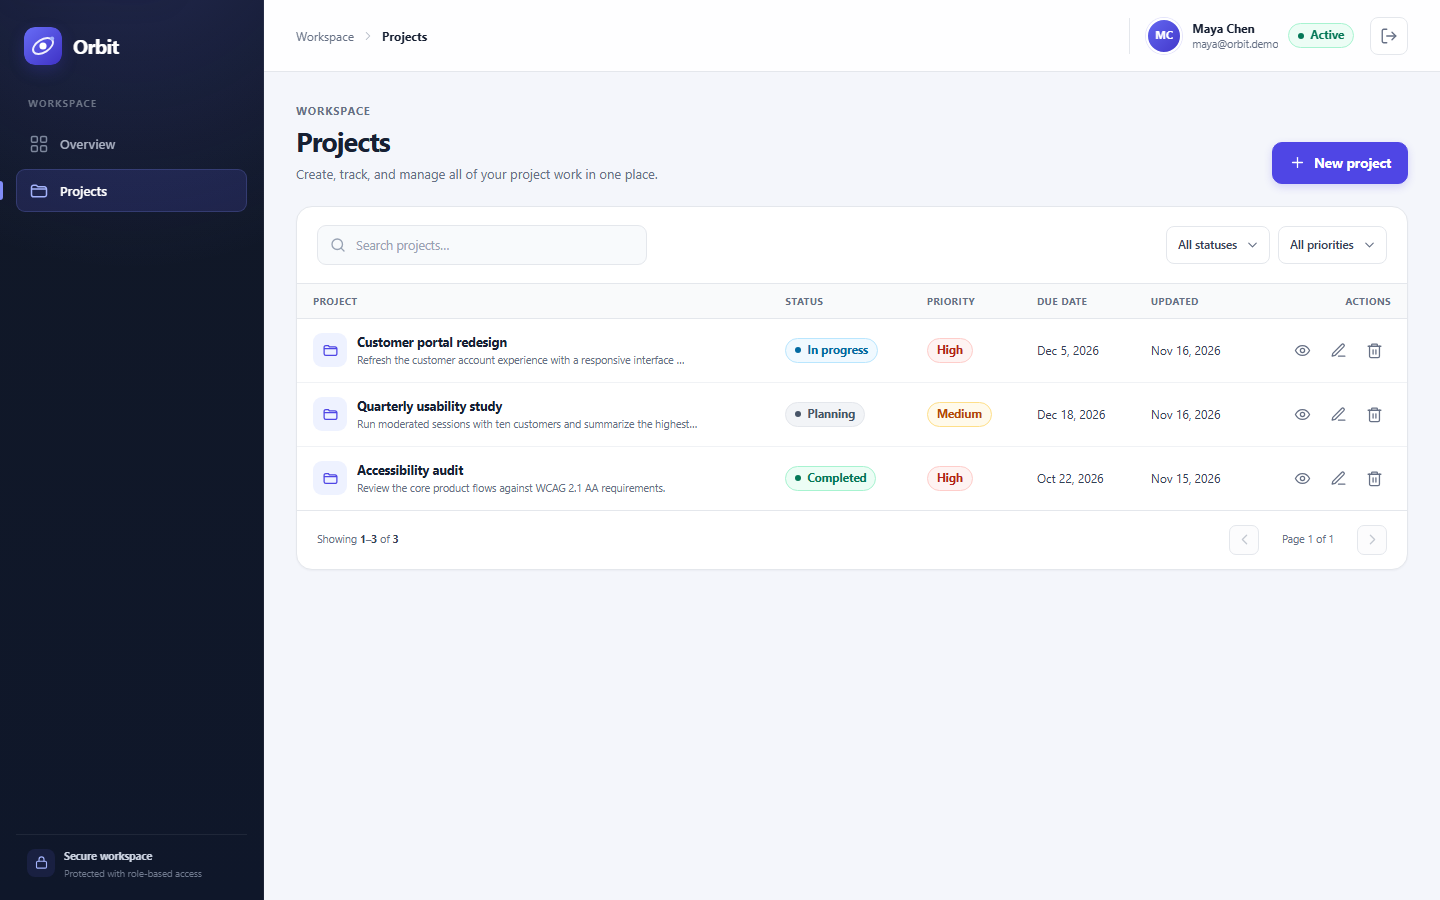 Orbit
WORKSPACE
Overview
Projects
Secure workspace
Protected with role-based access
Workspace
Projects
MC
Maya Chen
maya@orbit.demo
Active
WORKSPACE
Projects
Create, track, and manage all of your project work in one place.
New project
Search projects...
All statuses
All priorities
PROJECT STATUS PRIORITY DUE DATE UPDATED ACTIONS
Customer portal redesign
Refresh the customer account experience with a responsive interface ...
In progress High Dec 5, 2026 Nov 16, 2026
Quarterly usability study
Run moderated sessions with ten customers and summarize the highest...
Planning Medium Dec 18, 2026 Nov 16, 2026
Accessibility audit
Review the core product flows against WCAG 2.1 AA requirements.
Completed High Oct 22, 2026 Nov 15, 2026
Showing 1–3 of 3
Page 1 of 1